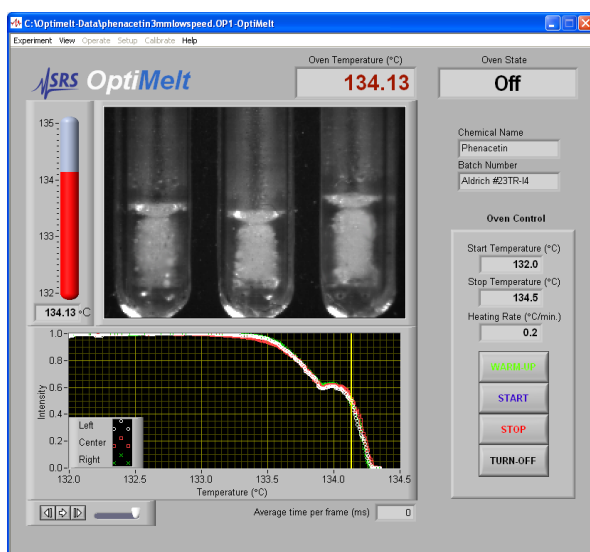 C:\Optimelt-Data\phenacetin3mmlowspeed.OP1-OptiMelt
Experiment View Operate Setup Calibrate Help
SRS OptiMelt
Oven Temperature (°C)
134.13
Oven State
Off
135
134
133
132
134.13 °C
Chemical Name
Phenacetin
Batch Number
Aldrich #23TR-I4
Oven Control
Start Temperature (°C)
132.0
Stop Temperature (°C)
134.5
Heating Rate (°C/min.)
0.2
START
STOP
TURN-OFF
1.0
0.8
0.6
0.4
0.2
0.0
Intensity
Left
Center
Right
132.0 132.5 133.0 133.5 134.0 134.5
Temperature (°C)
Average time per frame (ms) 0